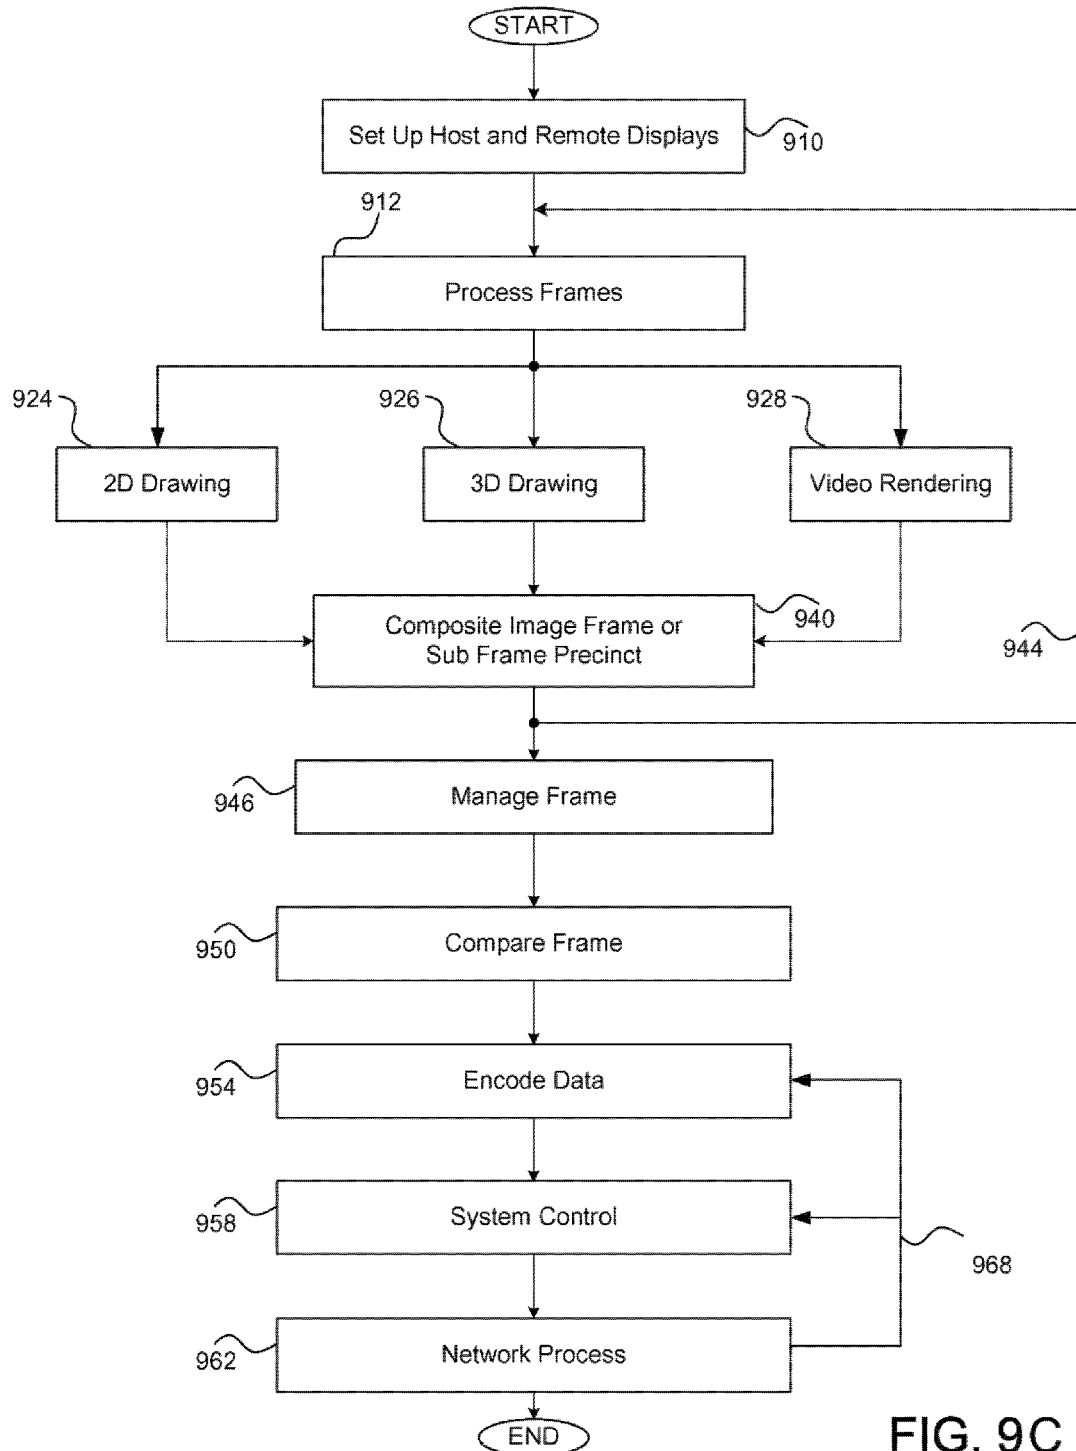 START
Set Up Host and Remote Displays
910
912
Process Frames
924
926
928
2D Drawing
3D Drawing
Video Rendering
940
Composite Image Frame or
Sub Frame Precinct
944
946
Manage Frame
950
Compare Frame
954
Encode Data
958
System Control
968
962
Network Process
END
FIG. 9C